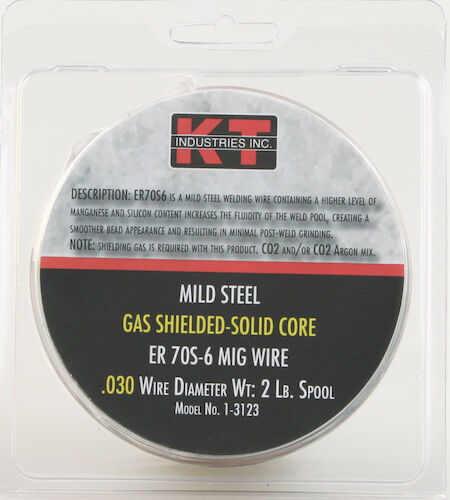 KT
INDUSTRIES INC.
DESCRIPTION: ER70S6 IS A MILD STEEL WELDING WIRE CONTAINING A HIGHER LEVEL OF
MANGANESE AND SILICON CONTENT INCREASES THE FLUIDITY OF THE WELD POOL, CREATING A
SMOOTHER BEAD APPEARANCE AND RESULTING IN MINIMAL POST-WELD GRINDING.
NOTE: SHIELDING GAS IS REQUIRED WITH THIS PRODUCT. CO2 AND/OR CO2 ARGON MIX.
MILD STEEL
GAS SHIELDED-SOLID CORE
ER 70S-6 MIG WIRE
.030 WIRE DIAMETER WT: 2 LB. SPOOL
MODEL NO. 1-3123